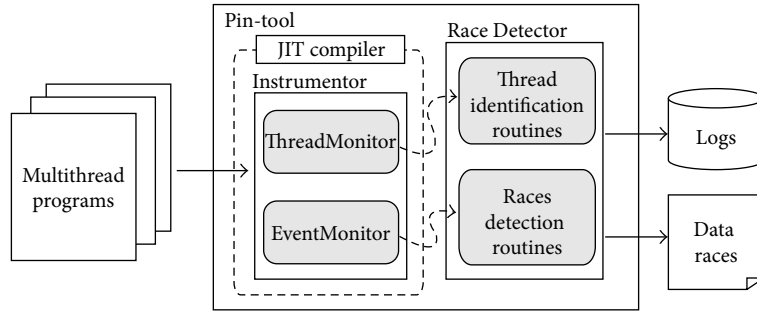 Pin-tool
JIT compiler
Race Detector
Instrumentor
Multithread
programs
ThreadMonitor
EventMonitor
Thread
identification
routines
Races
detection
routines
Logs
Data
races